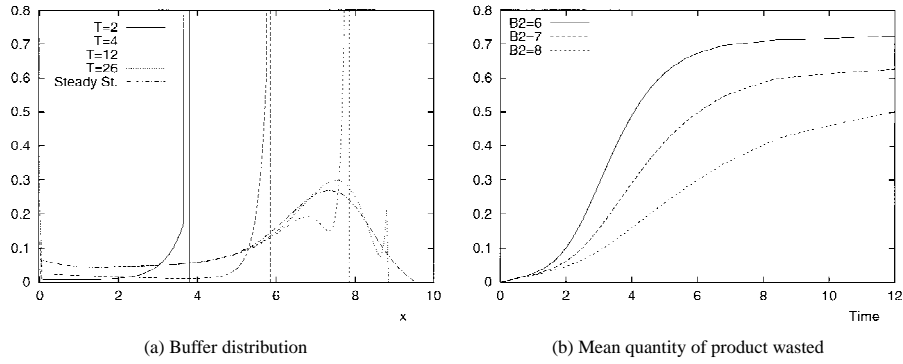 0.8
0.7
0.6
0.5
0.4
0.3
0.2
0.1
0
T=2
T=4
T=12
T=26
Steady St.
0 2 4 6 8 10
x
(a) Buffer distribution
0.8
0.7
0.6
0.5
0.4
0.3
0.2
0.1
0
B2=6
B2=7
B2=8
0 2 4 6 8 10 12
Time
(b) Mean quantity of product wasted